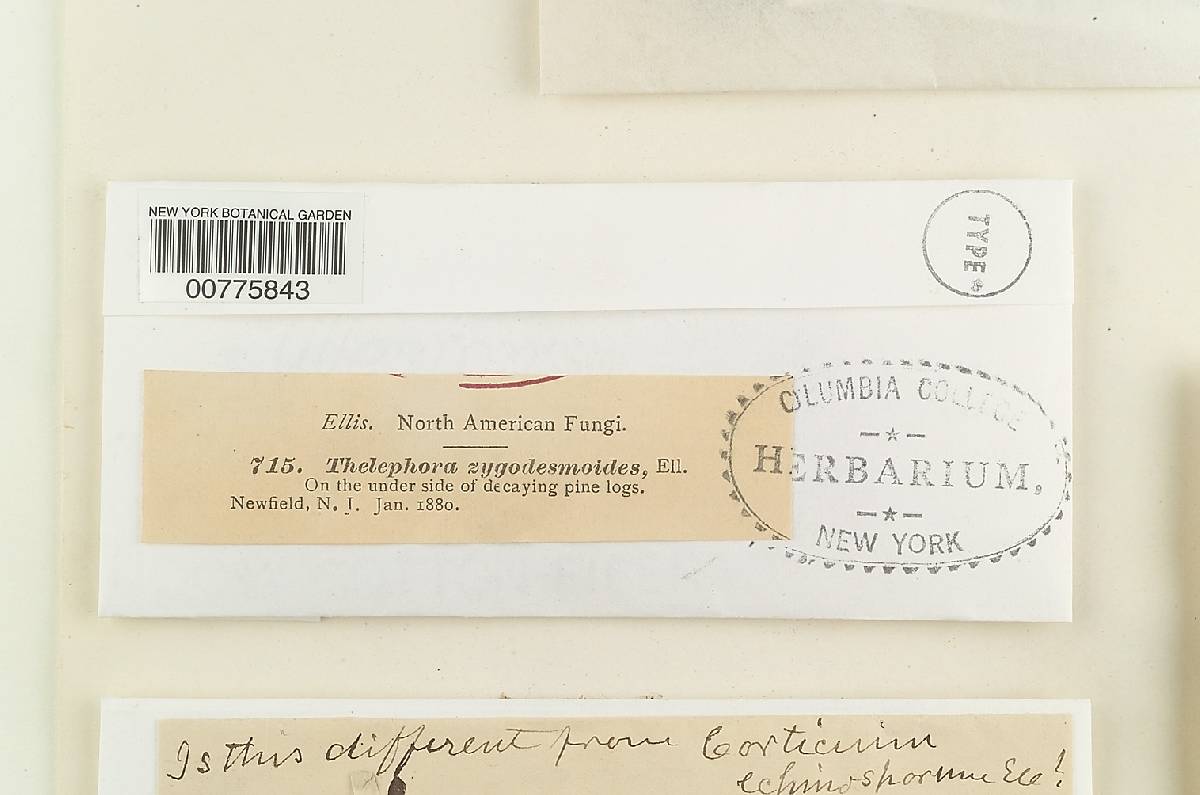 NEW YORK BOTANICAL GARDEN
00775843
TYPE
Ellis. North American Fungi.
715. Thelephora zygodesmoides, Ell.
On the under side of decaying pine logs.
Newfield, N. J. Jan. 1880.
COLUMBIA COLLEGE
HERBARIUM,
NEW YORK
Is this different from Corticium
echinosporum Ell?